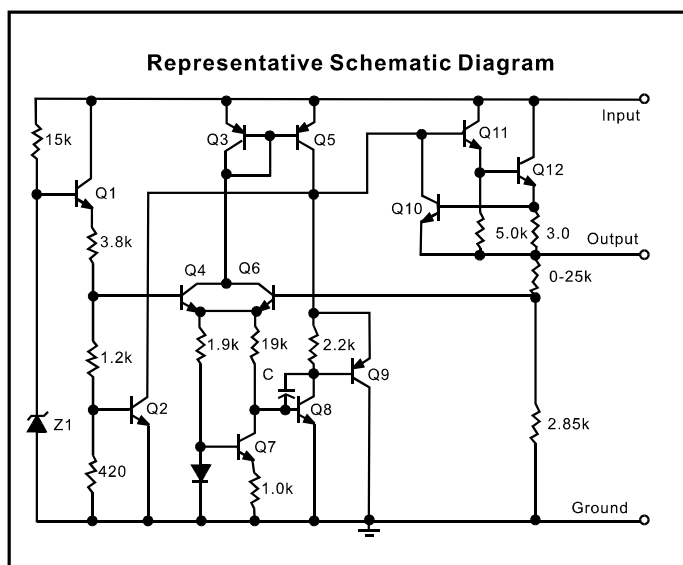 Representative Schematic Diagram
Input
15k
Q3
Q5
Q11
Q12
Q1
Q10
3.8k
5.0k
3.0
Output
Q4
Q6
0-25k
1.9k
19k
2.2k
1.2k
C
Q9
Z1
Q2
Q8
2.85k
Q7
420
1.0k
Ground